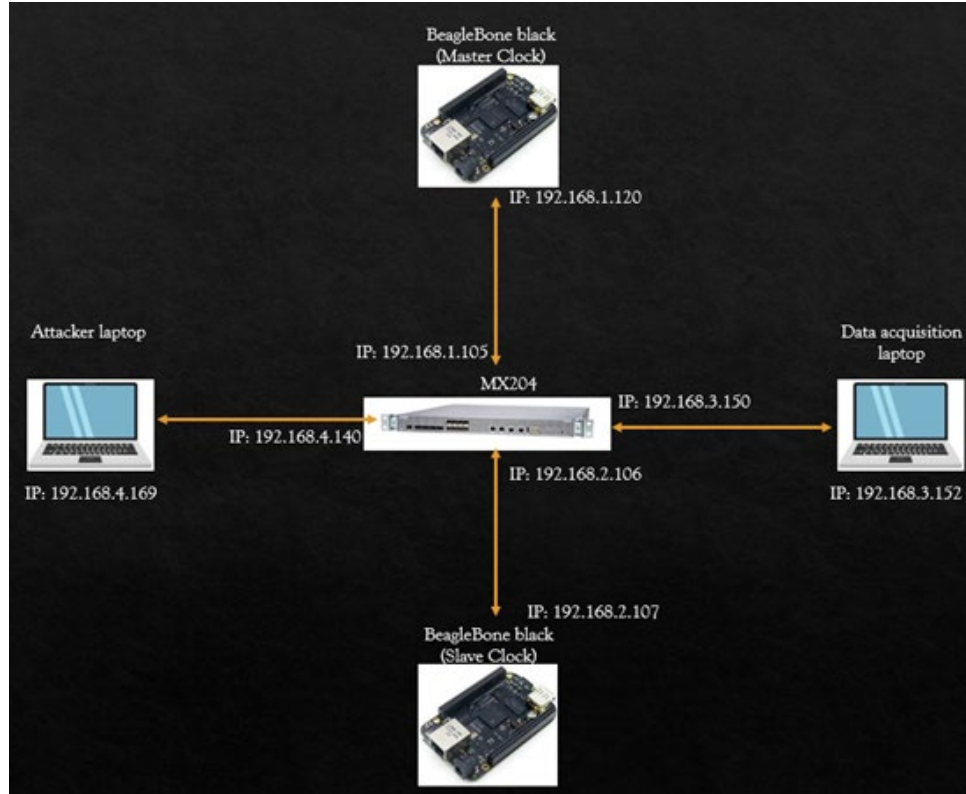 BeagleBone black
(Master Clock)
IP: 192.168.1.120
Attacker laptop
Data acquisition
laptop
IP: 192.168.1.105
MX204
IP: 192.168.3.150
IP: 192.168.4.140
IP: 192.168.2.106
IP: 192.168.4.169
IP: 192.168.3.152
IP: 192.168.2.107
BeagleBone black
(Slave Clock)